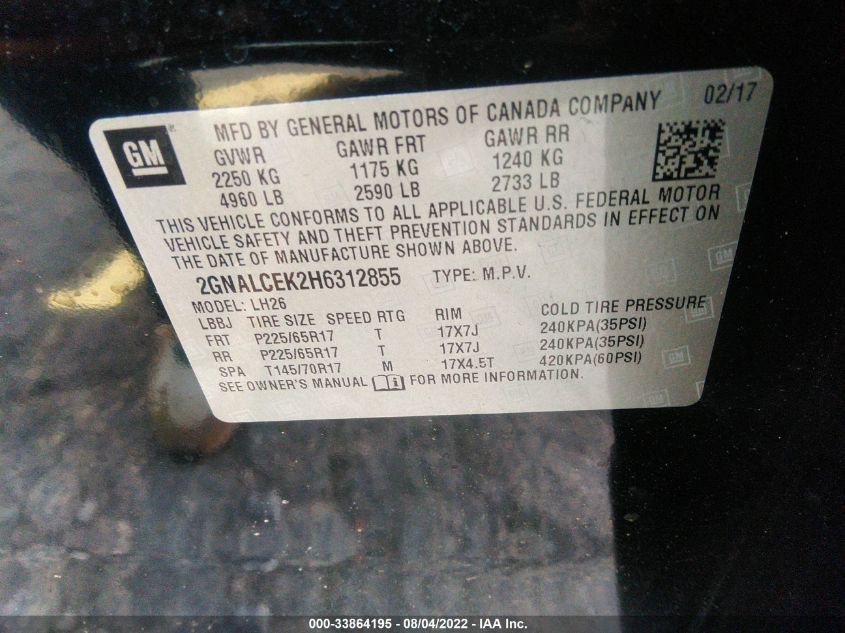 MFD BY GENERAL MOTORS OF CANADA COMPANY 02/17
GM
GVWR GAWR FRT GAWR RR
2250 KG 1175 KG 1240 KG
4960 LB 2590 LB 2733 LB
THIS VEHICLE CONFORMS TO ALL APPLICABLE U.S. FEDERAL MOTOR
VEHICLE SAFETY AND THEFT PREVENTION STANDARDS IN EFFECT ON
THE DATE OF MANUFACTURE SHOWN ABOVE.
2GNALCEK2H6312855 TYPE: M.P.V.
MODEL: LH26
LBBJ TIRE SIZE SPEED RTG RIM COLD TIRE PRESSURE
FRT P225/65R17 T 17X7J 240KPA(35PSI)
RR P225/65R17 T 17X7J 240KPA(35PSI)
SPA T145/70R17 M 17X4.5T 420KPA(60PSI)
SEE OWNER'S MANUAL FOR MORE INFORMATION.
000-33864195 - 08/04/2022 - IAA Inc.